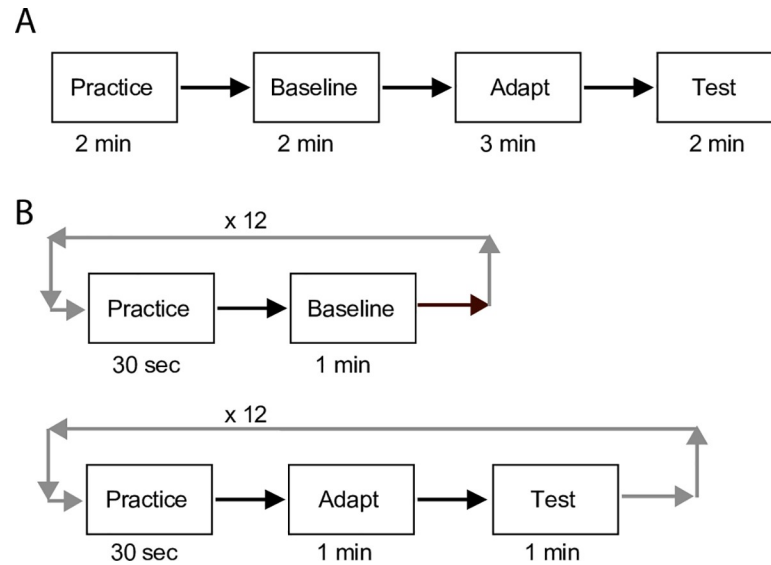 A
Practice Baseline Adapt Test
2 min 2 min 3 min 2 min
B
x 12
Practice Baseline
30 sec 1 min
x 12
Practice Adapt Test
30 sec 1 min 1 min